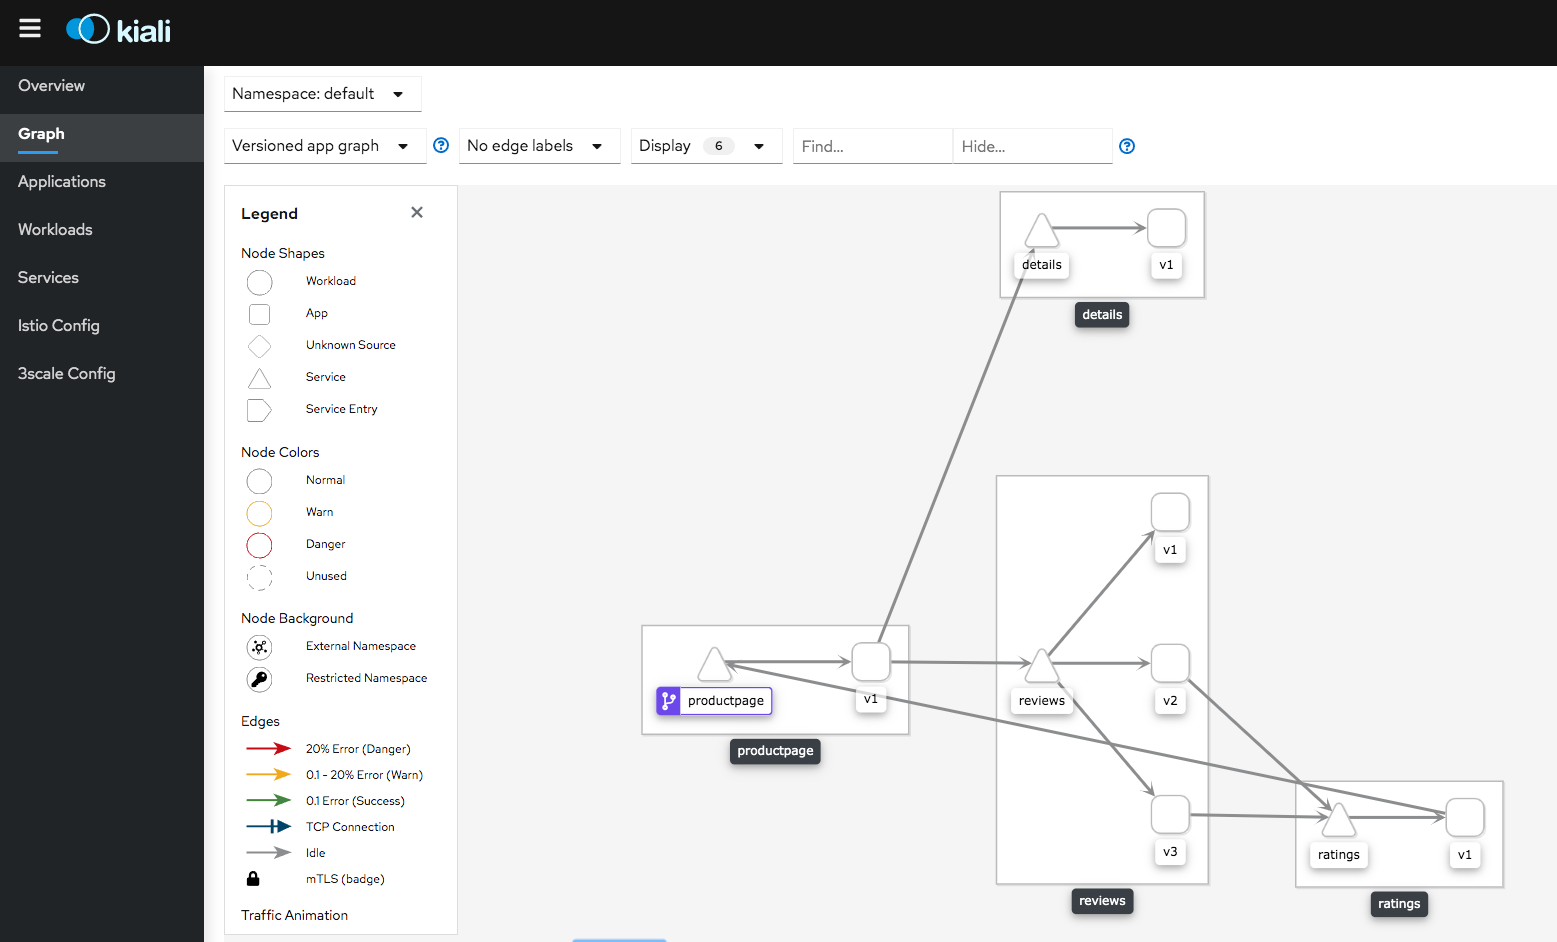 kiali
Overview
Graph
Applications
Workloads
Services
Istio Config
3scale Config
Namespace: default
Versioned app graph
No edge labels
Display 6
Find...
Hide...
Legend
Node Shapes
Workload
App
Unknown Source
Service
Service Entry
Node Colors
Normal
Warn
Danger
Unused
Node Background
External Namespace
Restricted Namespace
Edges
20% Error (Danger)
0.1 - 20% Error (Warn)
0.1 Error (Success)
TCP Connection
Idle
mTLS (badge)
Traffic Animation
details
v1
details
v1
productpage
v1
productpage
reviews
v2
v3
reviews
ratings
v1
ratings